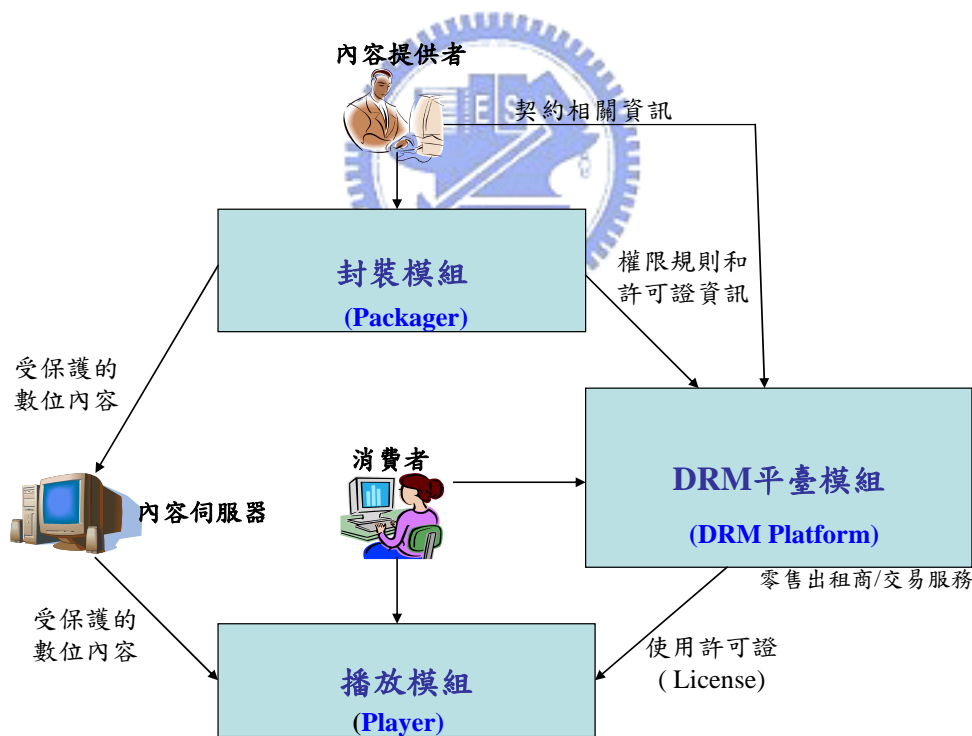 內容提供者
契約相關資訊
封裝模組
(Packager)
權限規則和
許可證資訊
受保護的
數位內容
消費者
DRM平臺模組
(DRM Platform)
內容伺服器
零售出租商/交易服務
受保護的
數位內容
使用許可證
( License)
播放模組
(Player)